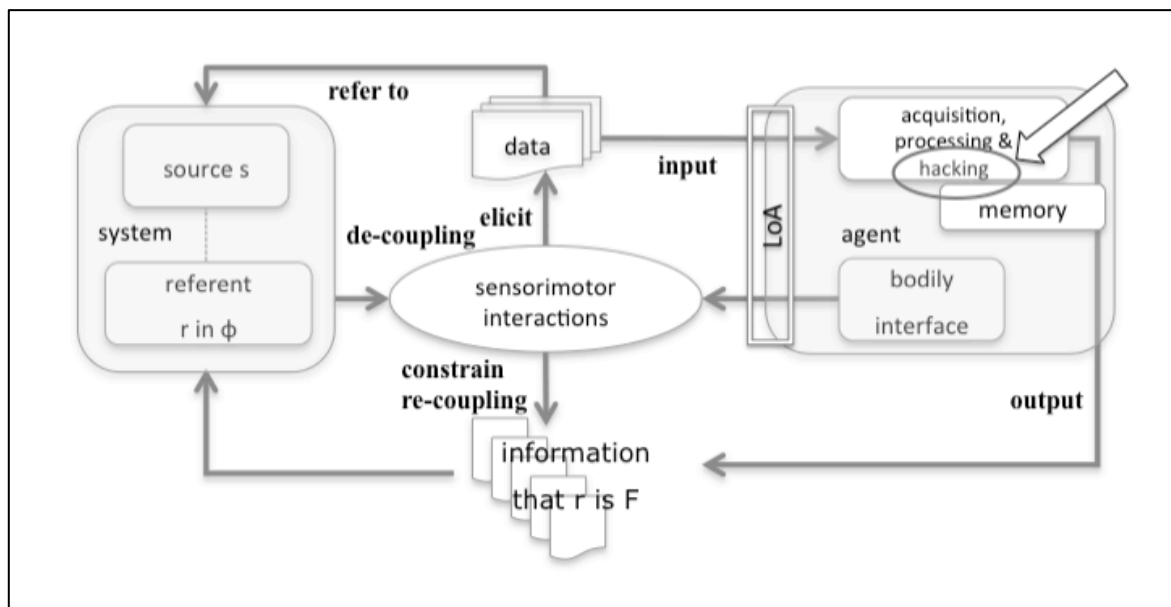 refer to
source s
system
referent
r in ϕ
data
elicit
de-coupling
sensorimotor
interactions
constrain
re-coupling
information
that r is F
input
LoA
acquisition,
processing &
hacking
memory
agent
bodily
interface
output